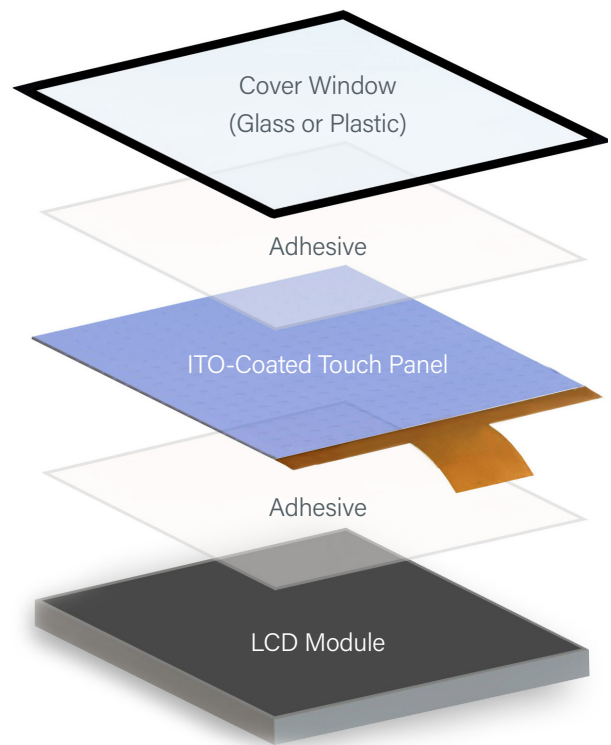 Cover Window
(Glass or Plastic)
Adhesive
ITO-Coated Touch Panel
Adhesive
LCD Module